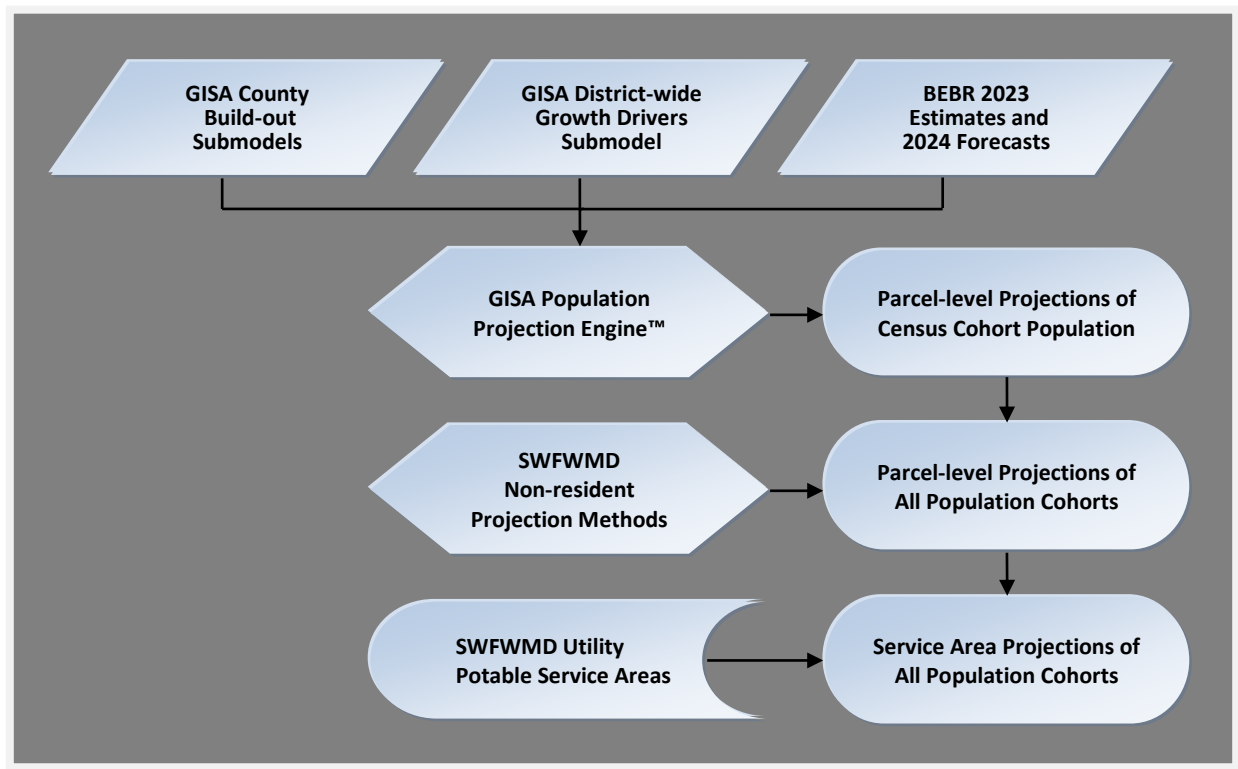 GISA County
Build-out
Submodels
GISA District-wide
Growth Drivers
Submodel
BEBR 2023
Estimates and
2024 Forecasts
GISA Population
Projection Engine™
Parcel-level Projections of
Census Cohort Population
SWFWMD
Non-resident
Projection Methods
Parcel-level Projections of
All Population Cohorts
SWFWMD Utility
Potable Service Areas
Service Area Projections of
All Population Cohorts